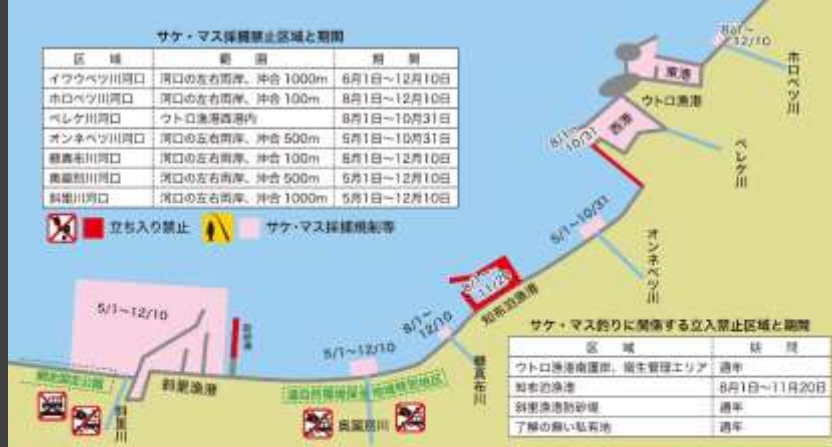 サケ・マス採捕禁止区域と期間
区 域 範 囲 期 間
イワウベツ川河口 河口の左右両岸、沖合1000m 6月1日～12月10日
ホロベツ川河口 河口の左右両岸、沖合100m 8月1日～12月10日
ペレケ川河口 ウトロ漁港西港内 8月1日～10月31日
オンネベツ川河口 河口の左右両岸、沖合500m 5月1日～10月31日
糠真布川河口 河口の左右両岸、沖合100m 8月1日～12月10日
奥蘂別川河口 河口の左右両岸、沖合500m 5月1日～12月10日
斜里川河口 河口の左右両岸、沖合1000m 5月1日～12月10日
立ち入り禁止 サケ・マス採捕規制等
8/1～
12/10
ホロベツ川
東港
ウトロ漁港
西港
8/1～
10/31
ペレケ川
5/1～10/31
オンネベツ川
8/1～
11/20
知布泊漁港
8/1～
12/10
糠真布川
5/1～12/10
奥蘂別川
5/1～12/10
斜里漁港
斜里川
サケ・マス釣りに関係する立入禁止区域と期間
区 域 期 間
ウトロ漁港南護岸、衛生管理エリア 通年
知布泊漁港 8月1日～11月20日
斜里漁港防砂堤 通年
了解の無い私有地 通年